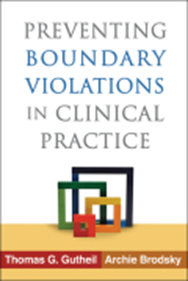 PREVENTING
BOUNDARY
VIOLATIONS
IN CLINICAL
PRACTICE
Thomas G. Gutheil Archie Brodsky